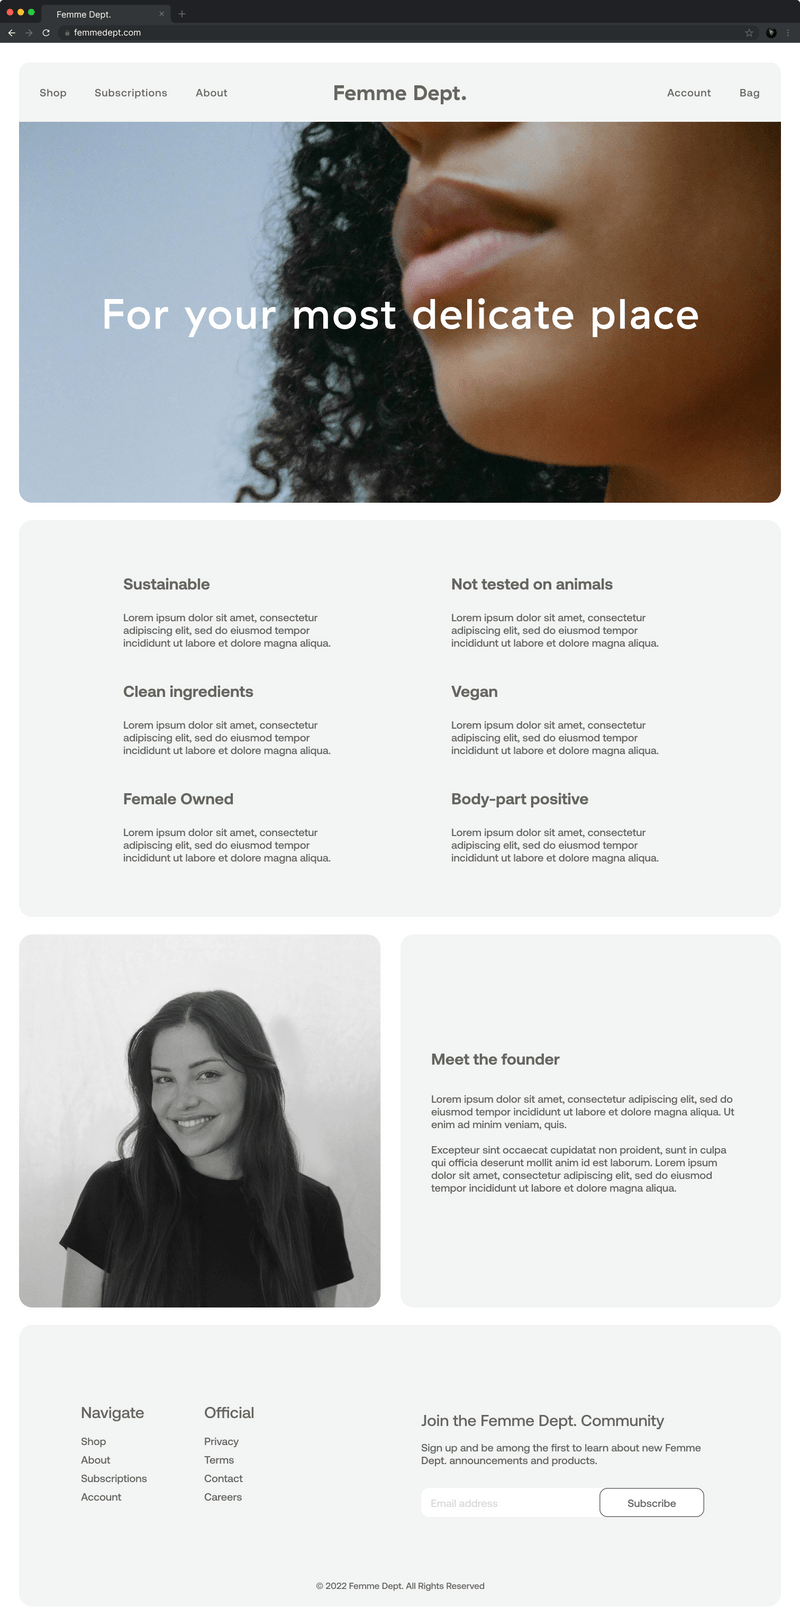 Femme Dept.
femmedept.com
Shop Subscriptions About Femme Dept. Account Bag
For your most delicate place
Sustainable
Lorem ipsum dolor sit amet, consectetur
adipiscing elit, sed do eiusmod tempor
incididunt ut labore et dolore magna aliqua.
Not tested on animals
Lorem ipsum dolor sit amet, consectetur
adipiscing elit, sed do eiusmod tempor
incididunt ut labore et dolore magna aliqua.
Clean ingredients
Lorem ipsum dolor sit amet, consectetur
adipiscing elit, sed do eiusmod tempor
incididunt ut labore et dolore magna aliqua.
Vegan
Lorem ipsum dolor sit amet, consectetur
adipiscing elit, sed do eiusmod tempor
incididunt ut labore et dolore magna aliqua.
Female Owned
Lorem ipsum dolor sit amet, consectetur
adipiscing elit, sed do eiusmod tempor
incididunt ut labore et dolore magna aliqua.
Body-part positive
Lorem ipsum dolor sit amet, consectetur
adipiscing elit, sed do eiusmod tempor
incididunt ut labore et dolore magna aliqua.
Meet the founder
Lorem ipsum dolor sit amet, consectetur adipiscing elit, sed do
eiusmod tempor incididunt ut labore et dolore magna aliqua. Ut
enim ad minim veniam, quis.
Excepteur sint occaecat cupidatat non proident, sunt in culpa
qui officia deserunt mollit anim id est laborum. Lorem ipsum
dolor sit amet, consectetur adipiscing elit, sed do eiusmod
tempor incididunt ut labore et dolore magna aliqua.
Navigate
Shop
About
Subscriptions
Account
Official
Privacy
Terms
Contact
Careers
Join the Femme Dept. Community
Sign up and be among the first to learn about new Femme
Dept. announcements and products.
Email address
Subscribe
© 2022 Femme Dept. All Rights Reserved